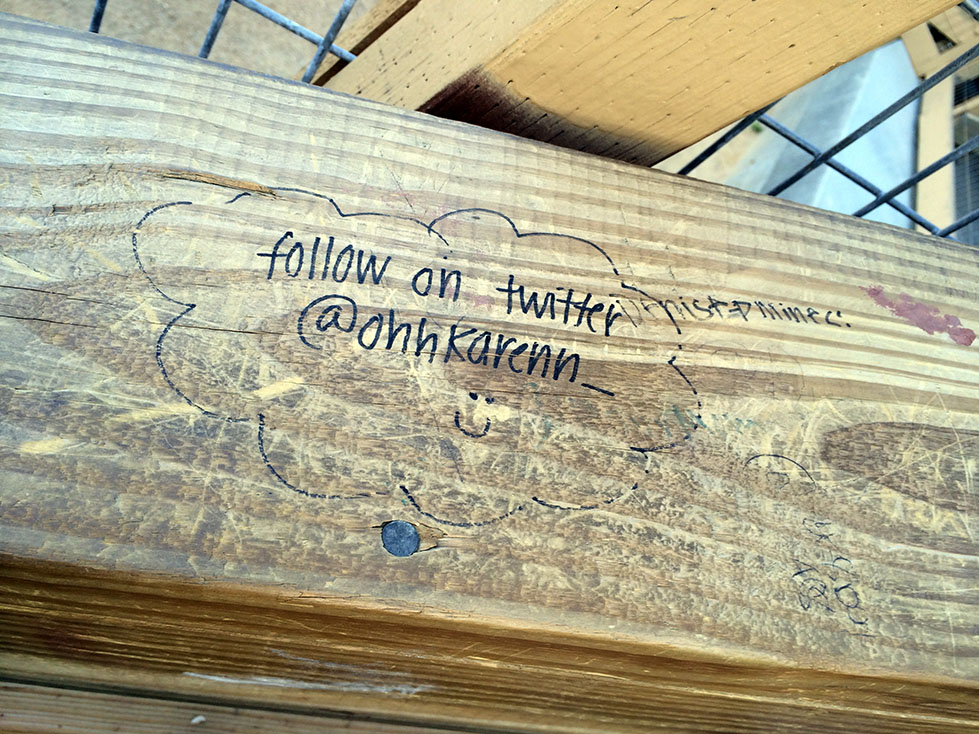 follow on twitter
@ohhkarenn_